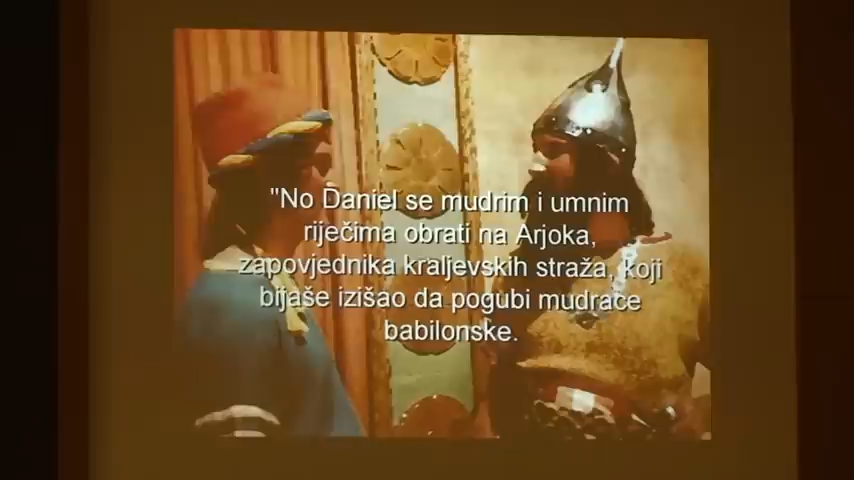 "No Daniel se mudrim i umnim
riječima obrati na Arjoka,
zapovjednika kraljevskih straža, koji
bijaše izišao da pogubi mudrace
babilonske.